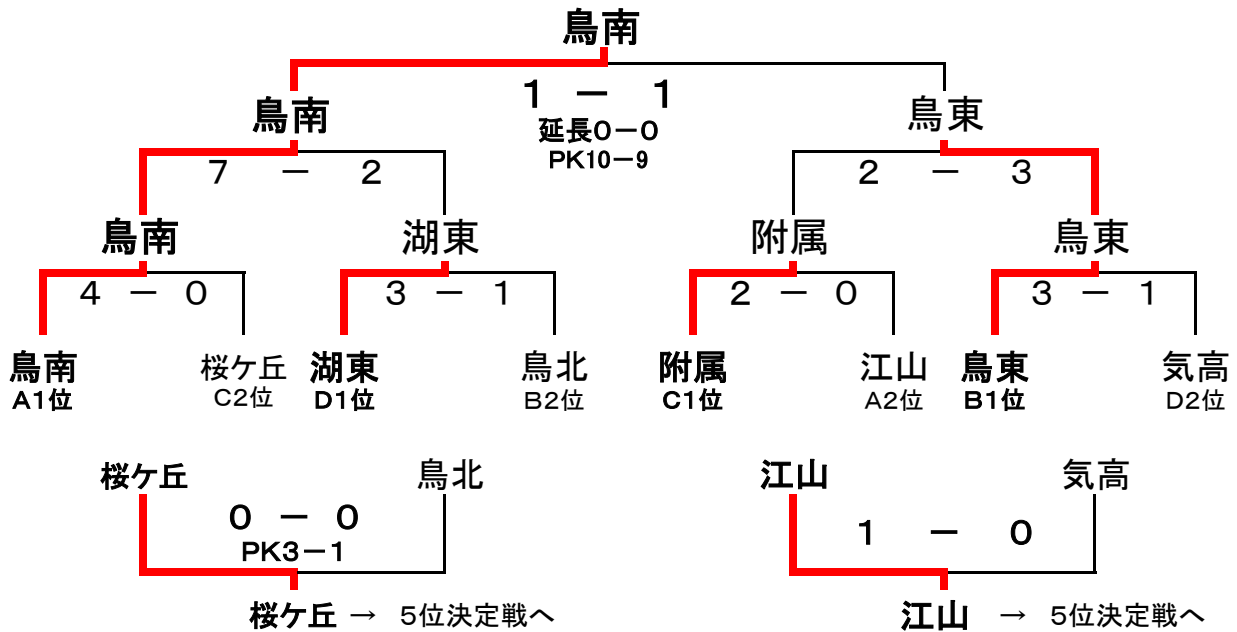 鳥南
1 － 1
延長0－0
PK10－9
鳥南 鳥東
7 － 2 2 － 3
鳥南 湖東 附属 鳥東
4 － 0 3 － 1 2 － 0 3 － 1
鳥南 桜ケ丘 湖東 鳥北 附属 江山 鳥東 気高
A1位 C2位 D1位 B2位 C1位 A2位 B1位 D2位
桜ケ丘 鳥北 江山 気高
0 － 0 1 － 0
PK3－1
桜ケ丘 → 5位決定戦へ 江山 → 5位決定戦へ